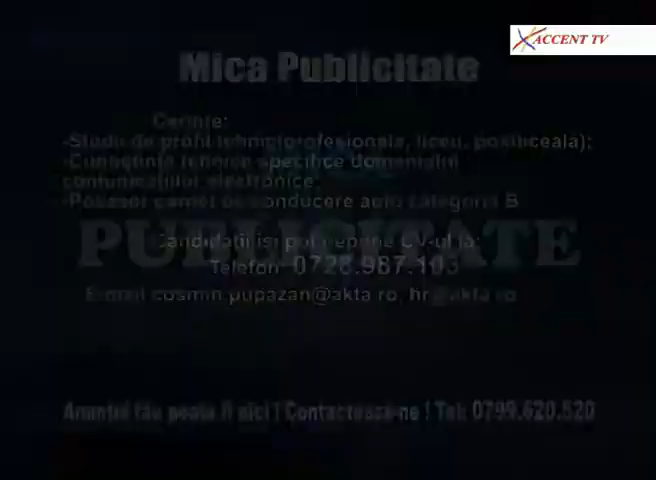 ACCENT TV
Mica Publicitate
Cerinte:
-Studii de profil tehnic(profesionala, liceu, postliceala);
-Cunostinte tehnice specifice domeniului
comunicatiilor electronice;
-Posesor carnet de conducere auto categoria B
PUBLICITATE
Candidatii isi pot depune CV-ul la:
Telefon: 0728.987.103
E-mail cosmin.pupazan@akta.ro, hr@akta.ro
Anunţul tău poate fi aici ! Contactează-ne ! Tel: 0799.620.520